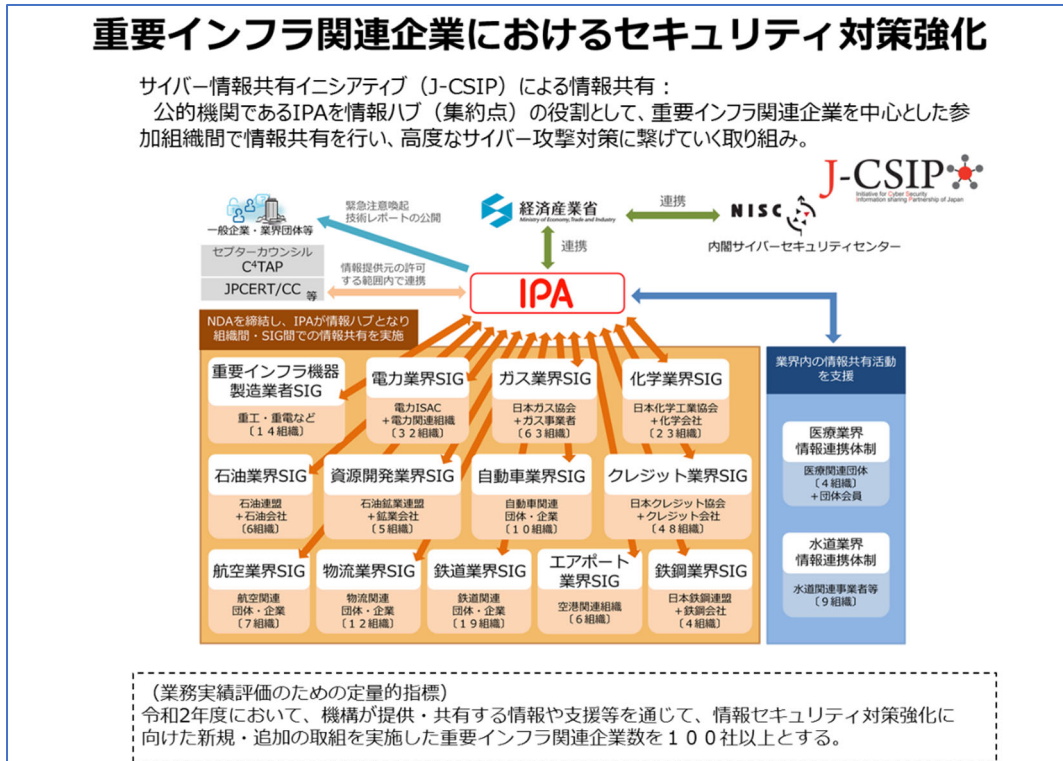 重要インフラ関連企業におけるセキュリティ対策強化
サイバー情報共有イニシアティブ（J-CSIP）による情報共有：
公的機関であるIPAを情報ハブ（集約点）の役割として、重要インフラ関連企業を中心とした参
加組織間で情報共有を行い、高度なサイバー攻撃対策に繋げていく取り組み。
J-CSIP
Initiative for Cyber Security
Information sharing Partnership of Japan
一般企業・業界団体等
緊急注意喚起
技術レポートの公開
経済産業省
Ministry of Economy, Trade and Industry
連携
NISC
内閣サイバーセキュリティセンター
連携
セプターカウンシル
C⁴TAP
JPCERT/CC 等
情報提供元の許可
する範囲内で連携
IPA
NDAを締結し、IPAが情報ハブとなり
組織間・SIG間での情報共有を実施
重要インフラ機器
製造業者SIG
重工・重電など
〔１４組織〕
電力業界SIG
電力ISAC
+電力関連組織
〔３２組織〕
ガス業界SIG
日本ガス協会
+ガス事業者
〔６３組織〕
化学業界SIG
日本化学工業協会
+化学会社
〔２３組織〕
石油業界SIG
石油連盟
+石油会社
〔6組織〕
資源開発業界SIG
石油鉱業連盟
+鉱業会社
〔５組織〕
自動車業界SIG
自動車関連
団体・企業
〔１０組織〕
クレジット業界SIG
日本クレジット協会
+クレジット会社
〔４８組織〕
航空業界SIG
航空関連
団体・企業
〔７組織〕
物流業界SIG
物流関連
団体・企業
〔１２組織〕
鉄道業界SIG
鉄道関連
団体・企業
〔１９組織〕
エアポート
業界SIG
空港関連組織
〔６組織〕
鉄鋼業界SIG
日本鉄鋼連盟
+鉄鋼会社
〔４組織〕
業界内の情報共有活動
を支援
医療業界
情報連携体制
医療関連団体
〔４組織〕
+団体会員
水道業界
情報連携体制
水道関連事業者等
〔９組織〕
（業務実績評価のための定量的指標）
令和2年度において、機構が提供・共有する情報や支援等を通じて、情報セキュリティ対策強化に
向けた新規・追加の取組を実施した重要インフラ関連企業数を１００社以上とする。